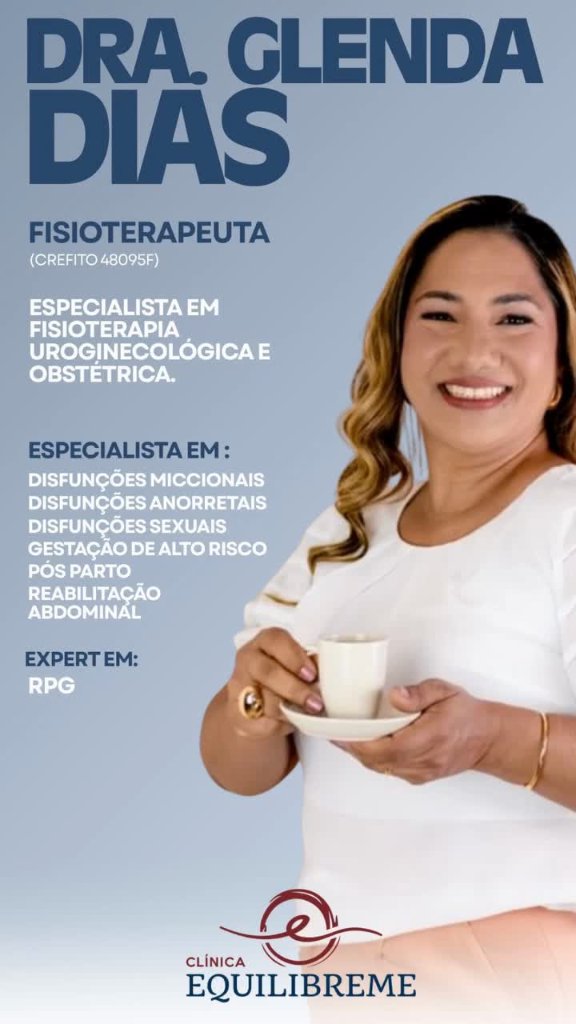 DRA. GLENDA
DIAS
FISIOTERAPEUTA
(CREFITO 48095F)
ESPECIALISTA EM
FISIOTERAPIA
UROGINECOLÓGICA E
OBSTÉTRICA.
ESPECIALISTA EM :
DISFUNÇÕES MICCIONAIS
DISFUNÇÕES ANORRETAIS
DISFUNÇÕES SEXUAIS
GESTAÇÃO DE ALTO RISCO
PÓS PARTO
REABILITAÇÃO
ABDOMINAL
EXPERT EM:
RPG
CLÍNICA
EQUILIBREME